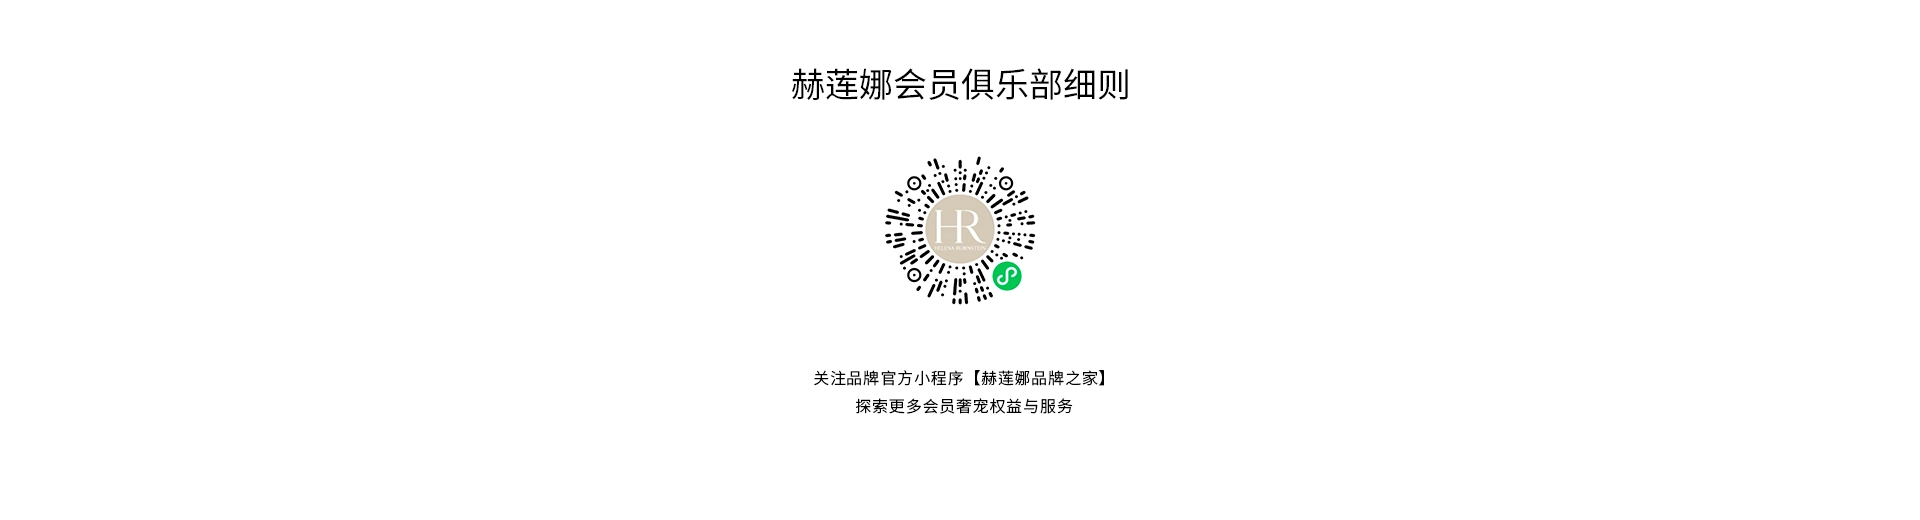 赫莲娜会员俱乐部细则
HR
HELENA RUBINSTEIN
关注品牌官方小程序【赫莲娜品牌之家】
探索更多会员奢宠权益与服务